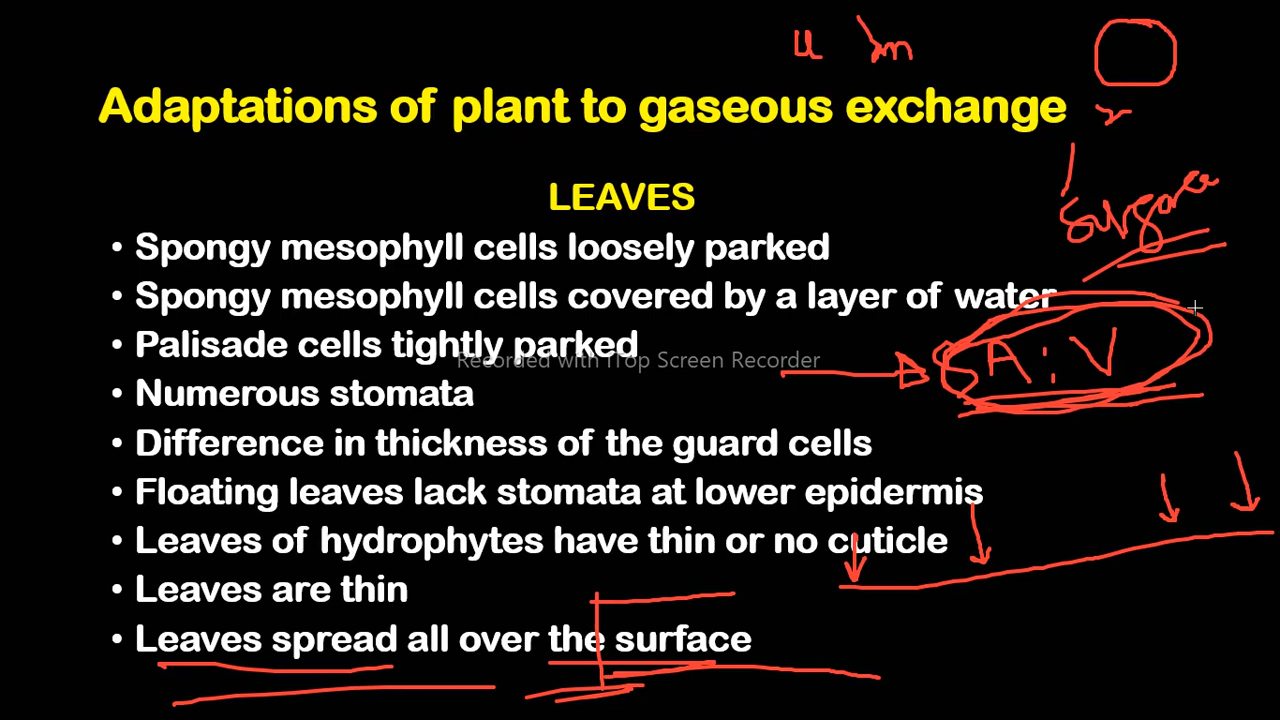 Adaptations of plant to gaseous exchange
LEAVES
Surface
• Spongy mesophyll cells loosely parked
• Spongy mesophyll cells covered by a layer of water
• Palisade cells tightly parked
Recorded with iTop Screen Recorder
SA:V
• Numerous stomata
• Difference in thickness of the guard cells
• Floating leaves lack stomata at lower epidermis
• Leaves of hydrophytes have thin or no cuticle
• Leaves are thin
• Leaves spread all over the surface